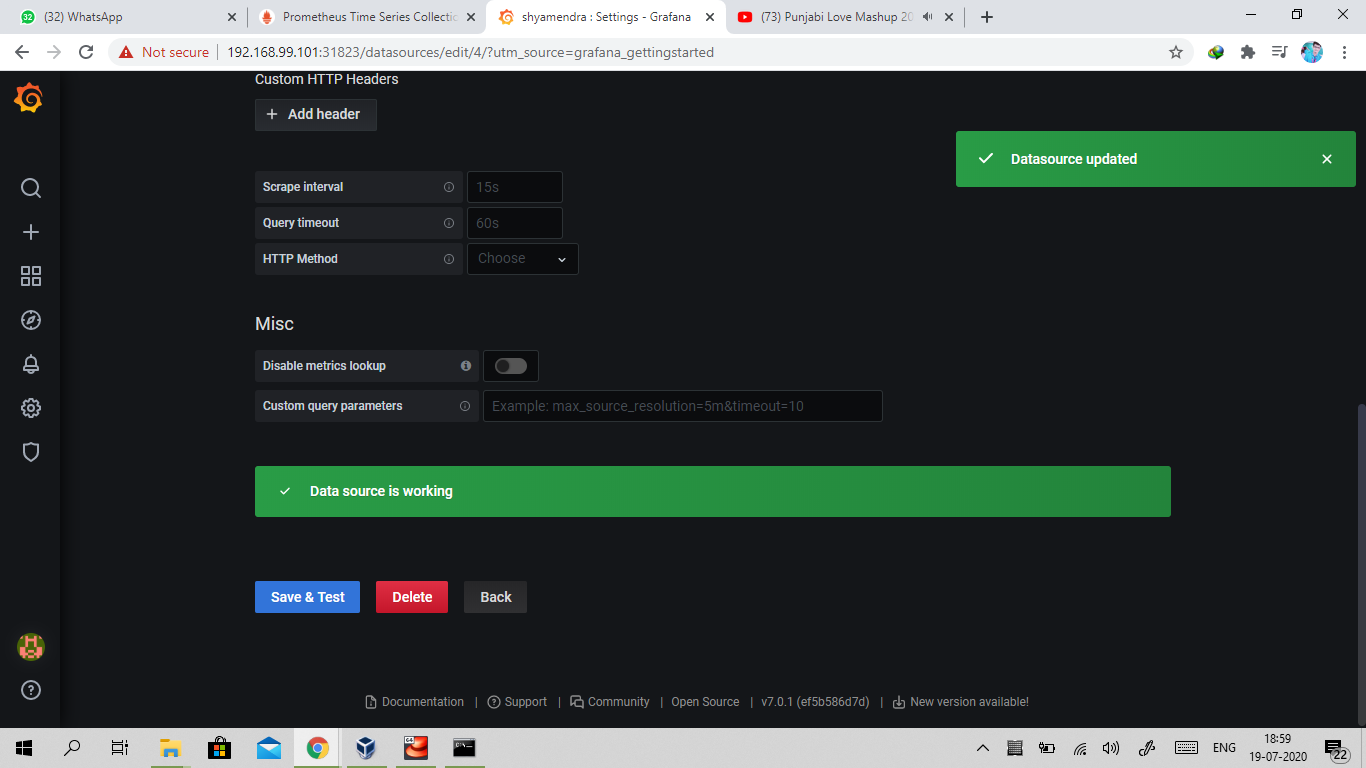 (32) WhatsApp
Prometheus Time Series Collectio
shyamendra : Settings - Grafana
(73) Punjabi Love Mashup 20
Not secure
192.168.99.101:31823/datasources/edit/4/?utm_source=grafana_gettingstarted
Custom HTTP Headers
Add header
Datasource updated
Scrape interval
15s
Query timeout
60s
HTTP Method
Choose
Misc
Disable metrics lookup
Custom query parameters
Example: max_source_resolution=5m&timeout=10
Data source is working
Save & Test
Delete
Back
Documentation | Support | Community | Open Source | v7.0.1 (ef5b586d7d) | New version available!
ENG
18:59
19-07-2020
22